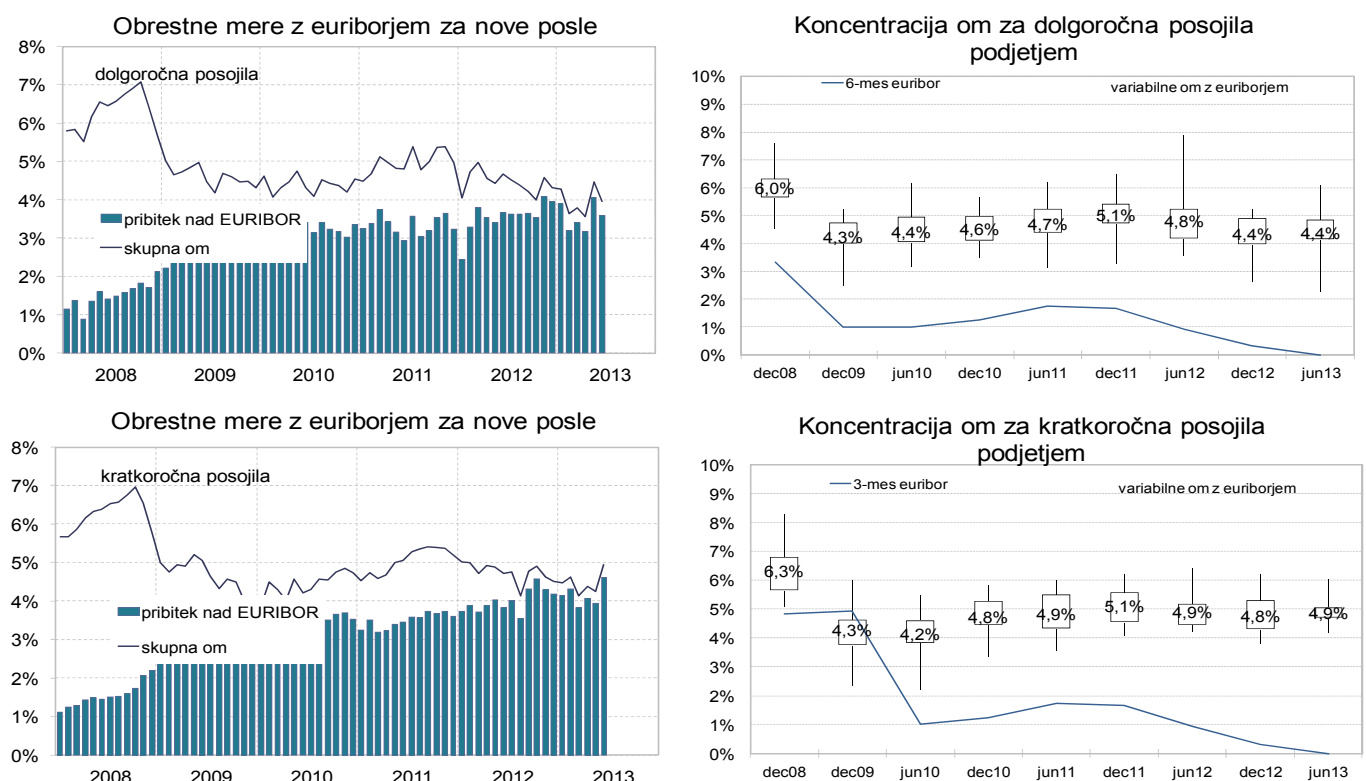 Obrestne mere z euriborjem za nove posle
8%
7%
6%
5%
4%
3%
2%
1%
0%
dolgoročna posojila
pribitek nad EURIBOR
skupna om
2008 2009 2010 2011 2012 2013
Koncentracija om za dolgoročna posojila
podjetjem
10%
9%
8%
7%
6%
5%
4%
3%
2%
1%
0%
6-mes euribor
variabilne om z euriborjem
6,0% 4,3% 4,4% 4,6% 4,7% 5,1% 4,8% 4,4% 4,4%
dec08 dec09 jun10 dec10 jun11 dec11 jun12 dec12 jun13
Obrestne mere z euriborjem za nove posle
8%
7%
6%
5%
4%
3%
2%
1%
0%
kratkoročna posojila
pribitek nad EURIBOR
skupna om
2008 2009 2010 2011 2012 2013
Koncentracija om za kratkoročna posojila
podjetjem
10%
9%
8%
7%
6%
5%
4%
3%
2%
1%
0%
3-mes euribor
variabilne om z euriborjem
6,3% 4,3% 4,2% 4,8% 4,9% 5,1% 4,9% 4,8% 4,9%
dec08 dec09 jun10 dec10 jun11 dec11 jun12 dec12 jun13